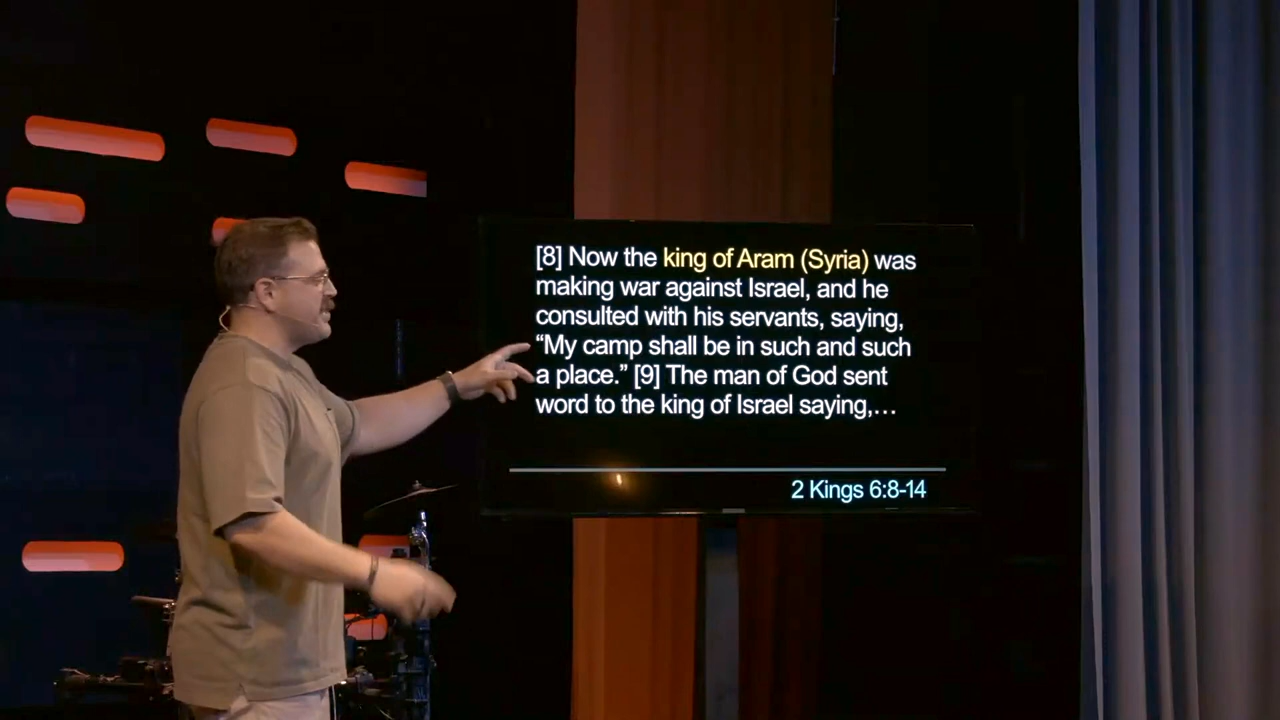 [8] Now the king of Aram (Syria) was
making war against Israel, and he
consulted with his servants, saying,
“My camp shall be in such and such
a place.” [9] The man of God sent
word to the king of Israel saying,…
2 Kings 6:8-14